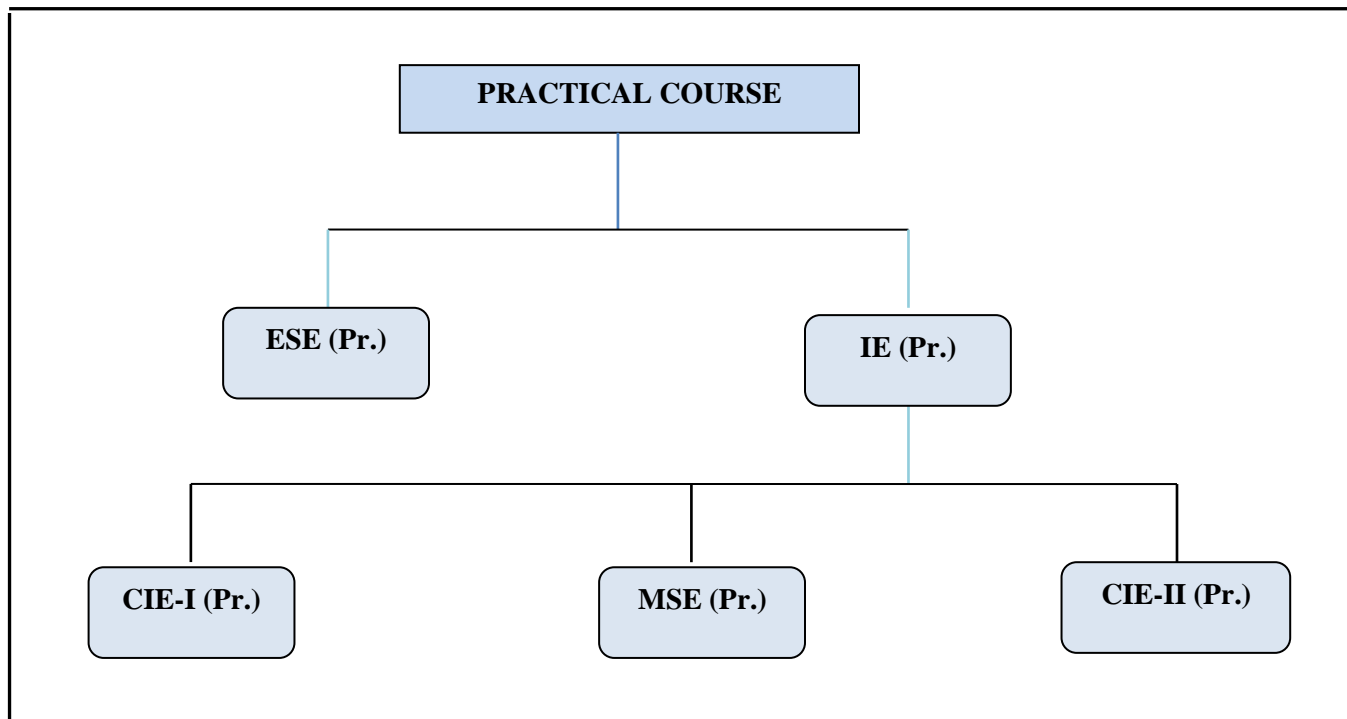 PRACTICAL COURSE
ESE (Pr.)
IE (Pr.)
CIE-I (Pr.)
MSE (Pr.)
CIE-II (Pr.)